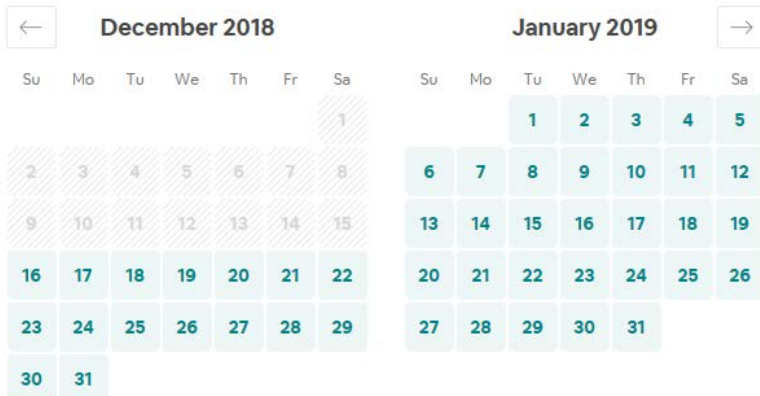 ← December 2018
Su Mo Tu We Th Fr Sa
1
2 3 4 5 6 7 8
9 10 11 12 13 14 15
16 17 18 19 20 21 22
23 24 25 26 27 28 29
30 31
January 2019 →
Su Mo Tu We Th Fr Sa
1 2 3 4 5
6 7 8 9 10 11 12
13 14 15 16 17 18 19
20 21 22 23 24 25 26
27 28 29 30 31